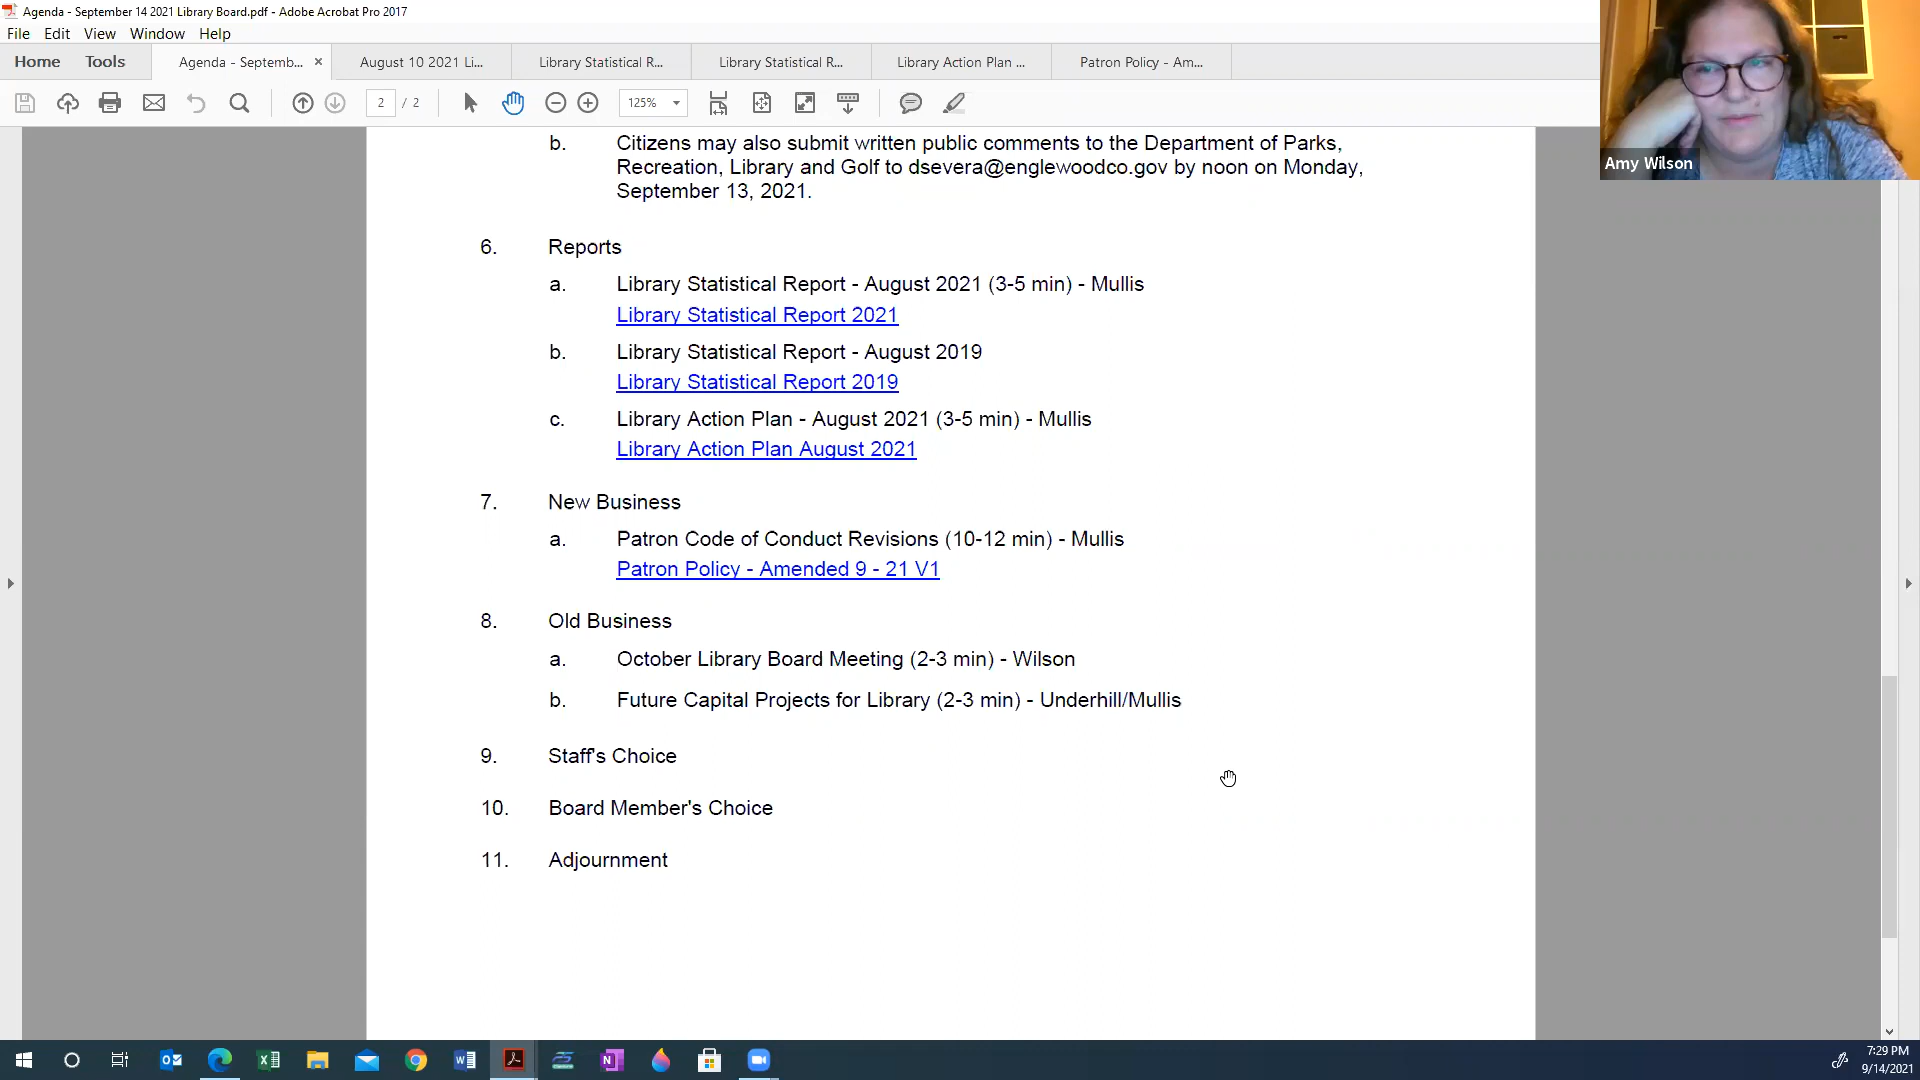 Agenda - September 14 2021 Library Board.pdf - Adobe Acrobat Pro 2017
File Edit View Window Help
Home Tools Agenda - Septemb... × August 10 2021 Li... Library Statistical R... Library Statistical R... Library Action Plan ... Patron Policy - Am...
2 / 2 125%
Amy Wilson
b. Citizens may also submit written public comments to the Department of Parks,
Recreation, Library and Golf to dsevera@englewoodco.gov by noon on Monday,
September 13, 2021.
6. Reports
a. Library Statistical Report - August 2021 (3-5 min) - Mullis
Library Statistical Report 2021
b. Library Statistical Report - August 2019
Library Statistical Report 2019
c. Library Action Plan - August 2021 (3-5 min) - Mullis
Library Action Plan August 2021
7. New Business
a. Patron Code of Conduct Revisions (10-12 min) - Mullis
Patron Policy - Amended 9 - 21 V1
8. Old Business
a. October Library Board Meeting (2-3 min) - Wilson
b. Future Capital Projects for Library (2-3 min) - Underhill/Mullis
9. Staff's Choice
10. Board Member's Choice
11. Adjournment
7:29 PM
9/14/2021